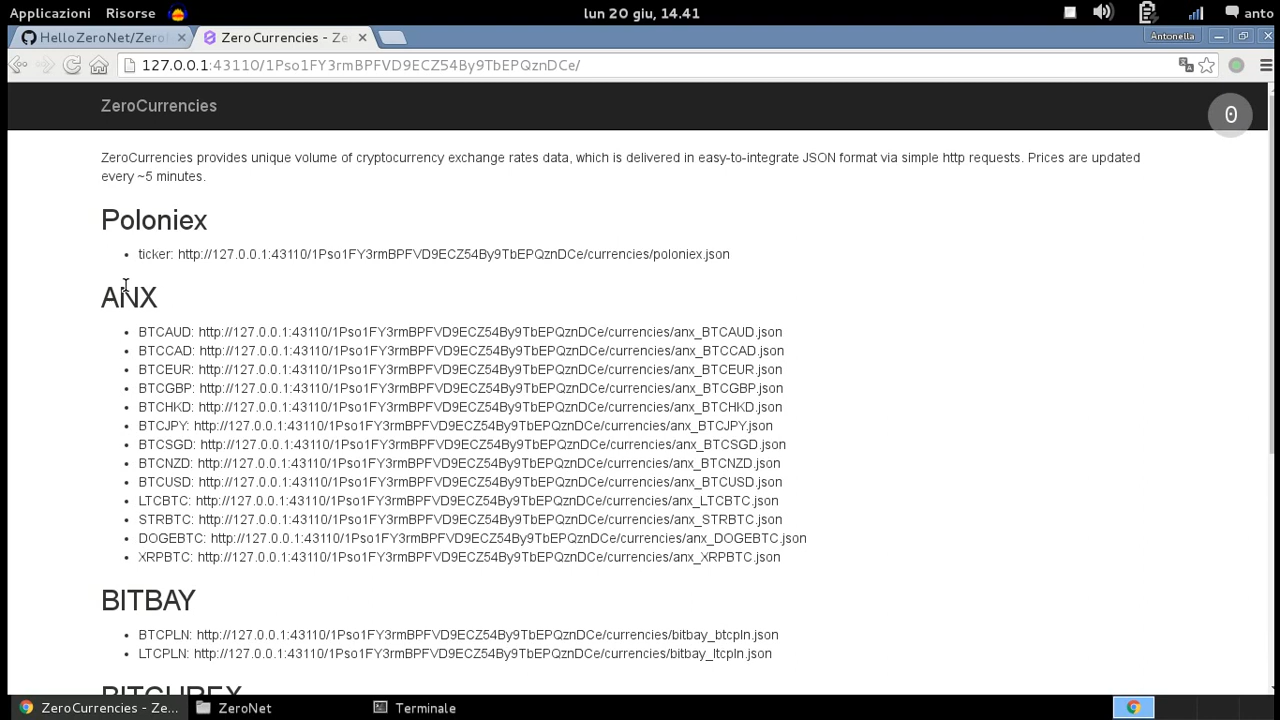 Applicazioni Risorse lun 20 giu, 14.41 anto
HelloZeroNet/Zero ZeroCurrencies - Ze Antonella
127.0.0.1:43110/1Pso1FY3rmBPFVD9ECZ54By9TbEPQznDCe/
ZeroCurrencies
0
ZeroCurrencies provides unique volume of cryptocurrency exchange rates data, which is delivered in easy-to-integrate JSON format via simple http requests. Prices are updated
every ~5 minutes.
Poloniex
ticker: http://127.0.0.1:43110/1Pso1FY3rmBPFVD9ECZ54By9TbEPQznDCe/currencies/poloniex.json
ANX
BTCAUD: http://127.0.0.1:43110/1Pso1FY3rmBPFVD9ECZ54By9TbEPQznDCe/currencies/anx_BTCAUD.json
BTCCAD: http://127.0.0.1:43110/1Pso1FY3rmBPFVD9ECZ54By9TbEPQznDCe/currencies/anx_BTCCAD.json
BTCEUR: http://127.0.0.1:43110/1Pso1FY3rmBPFVD9ECZ54By9TbEPQznDCe/currencies/anx_BTCEUR.json
BTCGBP: http://127.0.0.1:43110/1Pso1FY3rmBPFVD9ECZ54By9TbEPQznDCe/currencies/anx_BTCGBP.json
BTCHKD: http://127.0.0.1:43110/1Pso1FY3rmBPFVD9ECZ54By9TbEPQznDCe/currencies/anx_BTCHKD.json
BTCJPY: http://127.0.0.1:43110/1Pso1FY3rmBPFVD9ECZ54By9TbEPQznDCe/currencies/anx_BTCJPY.json
BTCSGD: http://127.0.0.1:43110/1Pso1FY3rmBPFVD9ECZ54By9TbEPQznDCe/currencies/anx_BTCSGD.json
BTCNZD: http://127.0.0.1:43110/1Pso1FY3rmBPFVD9ECZ54By9TbEPQznDCe/currencies/anx_BTCNZD.json
BTCUSD: http://127.0.0.1:43110/1Pso1FY3rmBPFVD9ECZ54By9TbEPQznDCe/currencies/anx_BTCUSD.json
LTCBTC: http://127.0.0.1:43110/1Pso1FY3rmBPFVD9ECZ54By9TbEPQznDCe/currencies/anx_LTCBTC.json
STRBTC: http://127.0.0.1:43110/1Pso1FY3rmBPFVD9ECZ54By9TbEPQznDCe/currencies/anx_STRBTC.json
DOGEBTC: http://127.0.0.1:43110/1Pso1FY3rmBPFVD9ECZ54By9TbEPQznDCe/currencies/anx_DOGEBTC.json
XRPBTC: http://127.0.0.1:43110/1Pso1FY3rmBPFVD9ECZ54By9TbEPQznDCe/currencies/anx_XRPBTC.json
BITBAY
BTCPLN: http://127.0.0.1:43110/1Pso1FY3rmBPFVD9ECZ54By9TbEPQznDCe/currencies/bitbay_btcpln.json
LTCPLN: http://127.0.0.1:43110/1Pso1FY3rmBPFVD9ECZ54By9TbEPQznDCe/currencies/bitbay_ltcpln.json
BITCUREX
ZeroCurrencies - Ze... ZeroNet Terminale